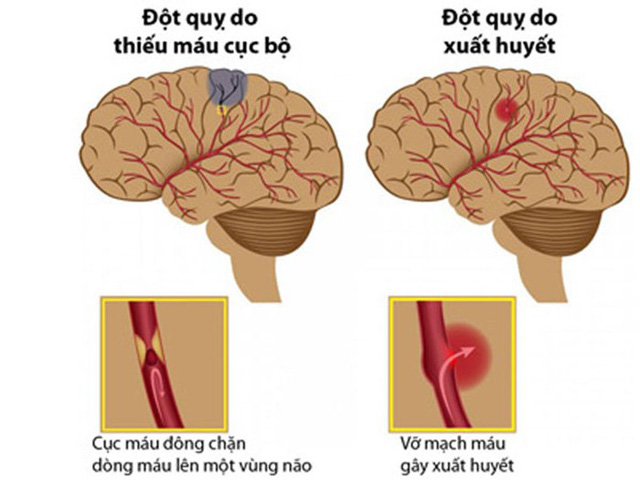 Đột quỵ do
thiếu máu cục bộ
Đột quỵ do
xuất huyết
Cục máu đông chặn
dòng máu lên một vùng não
Vỡ mạch máu
gây xuất huyết